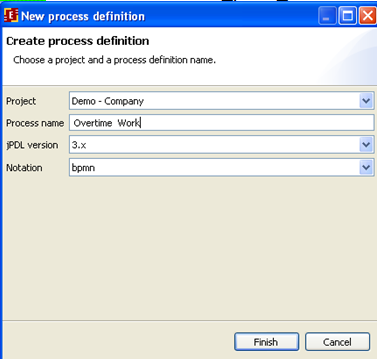 New process definition
Create process definition
Choose a project and a process definition name.
Project Demo - Company
Process name Overtime Work
jPDL version 3.x
Notation bpmn
Finish Cancel